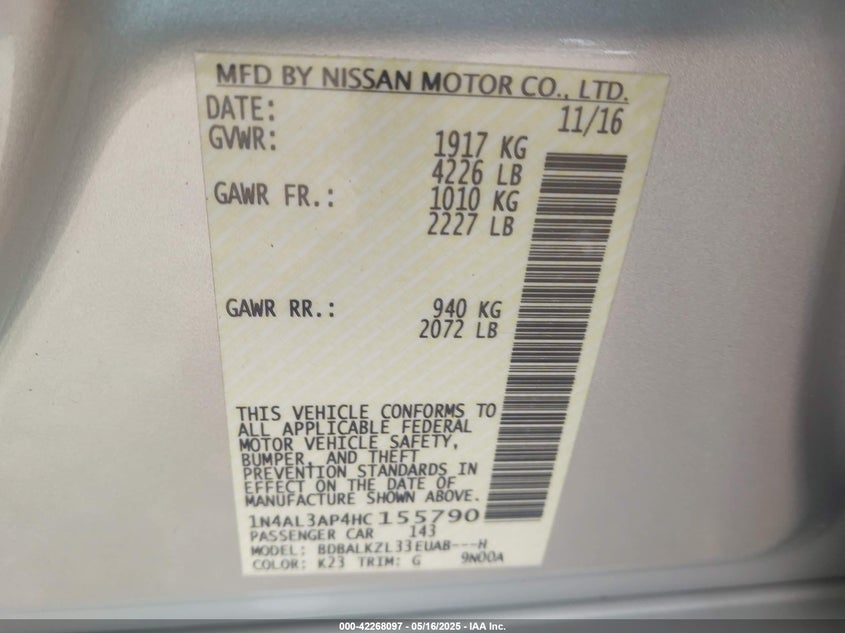 MFD BY NISSAN MOTOR CO., LTD.
DATE: 11/16
GVWR: 1917 KG
4226 LB
GAWR FR.: 1010 KG
2227 LB
GAWR RR.: 940 KG
2072 LB
THIS VEHICLE CONFORMS TO
ALL APPLICABLE FEDERAL
MOTOR VEHICLE SAFETY,
BUMPER, AND THEFT
PREVENTION STANDARDS IN
EFFECT ON THE DATE OF
MANUFACTURE SHOWN ABOVE.
1N4AL3AP4HC155790
PASSENGER CAR 143
MODEL: BDBALKZL33EUAB---H
COLOR: K23 TRIM: G 9N00A
000-42268097 - 05/16/2025 - IAA Inc.